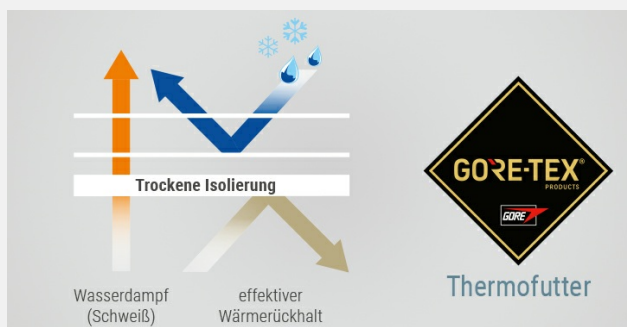 Trockene Isolierung
Wasserdampf
(Schweiß)
effektiver
Wärmerückhalt
GORE-TEX®
PRODUCTS
GORE
Thermofutter